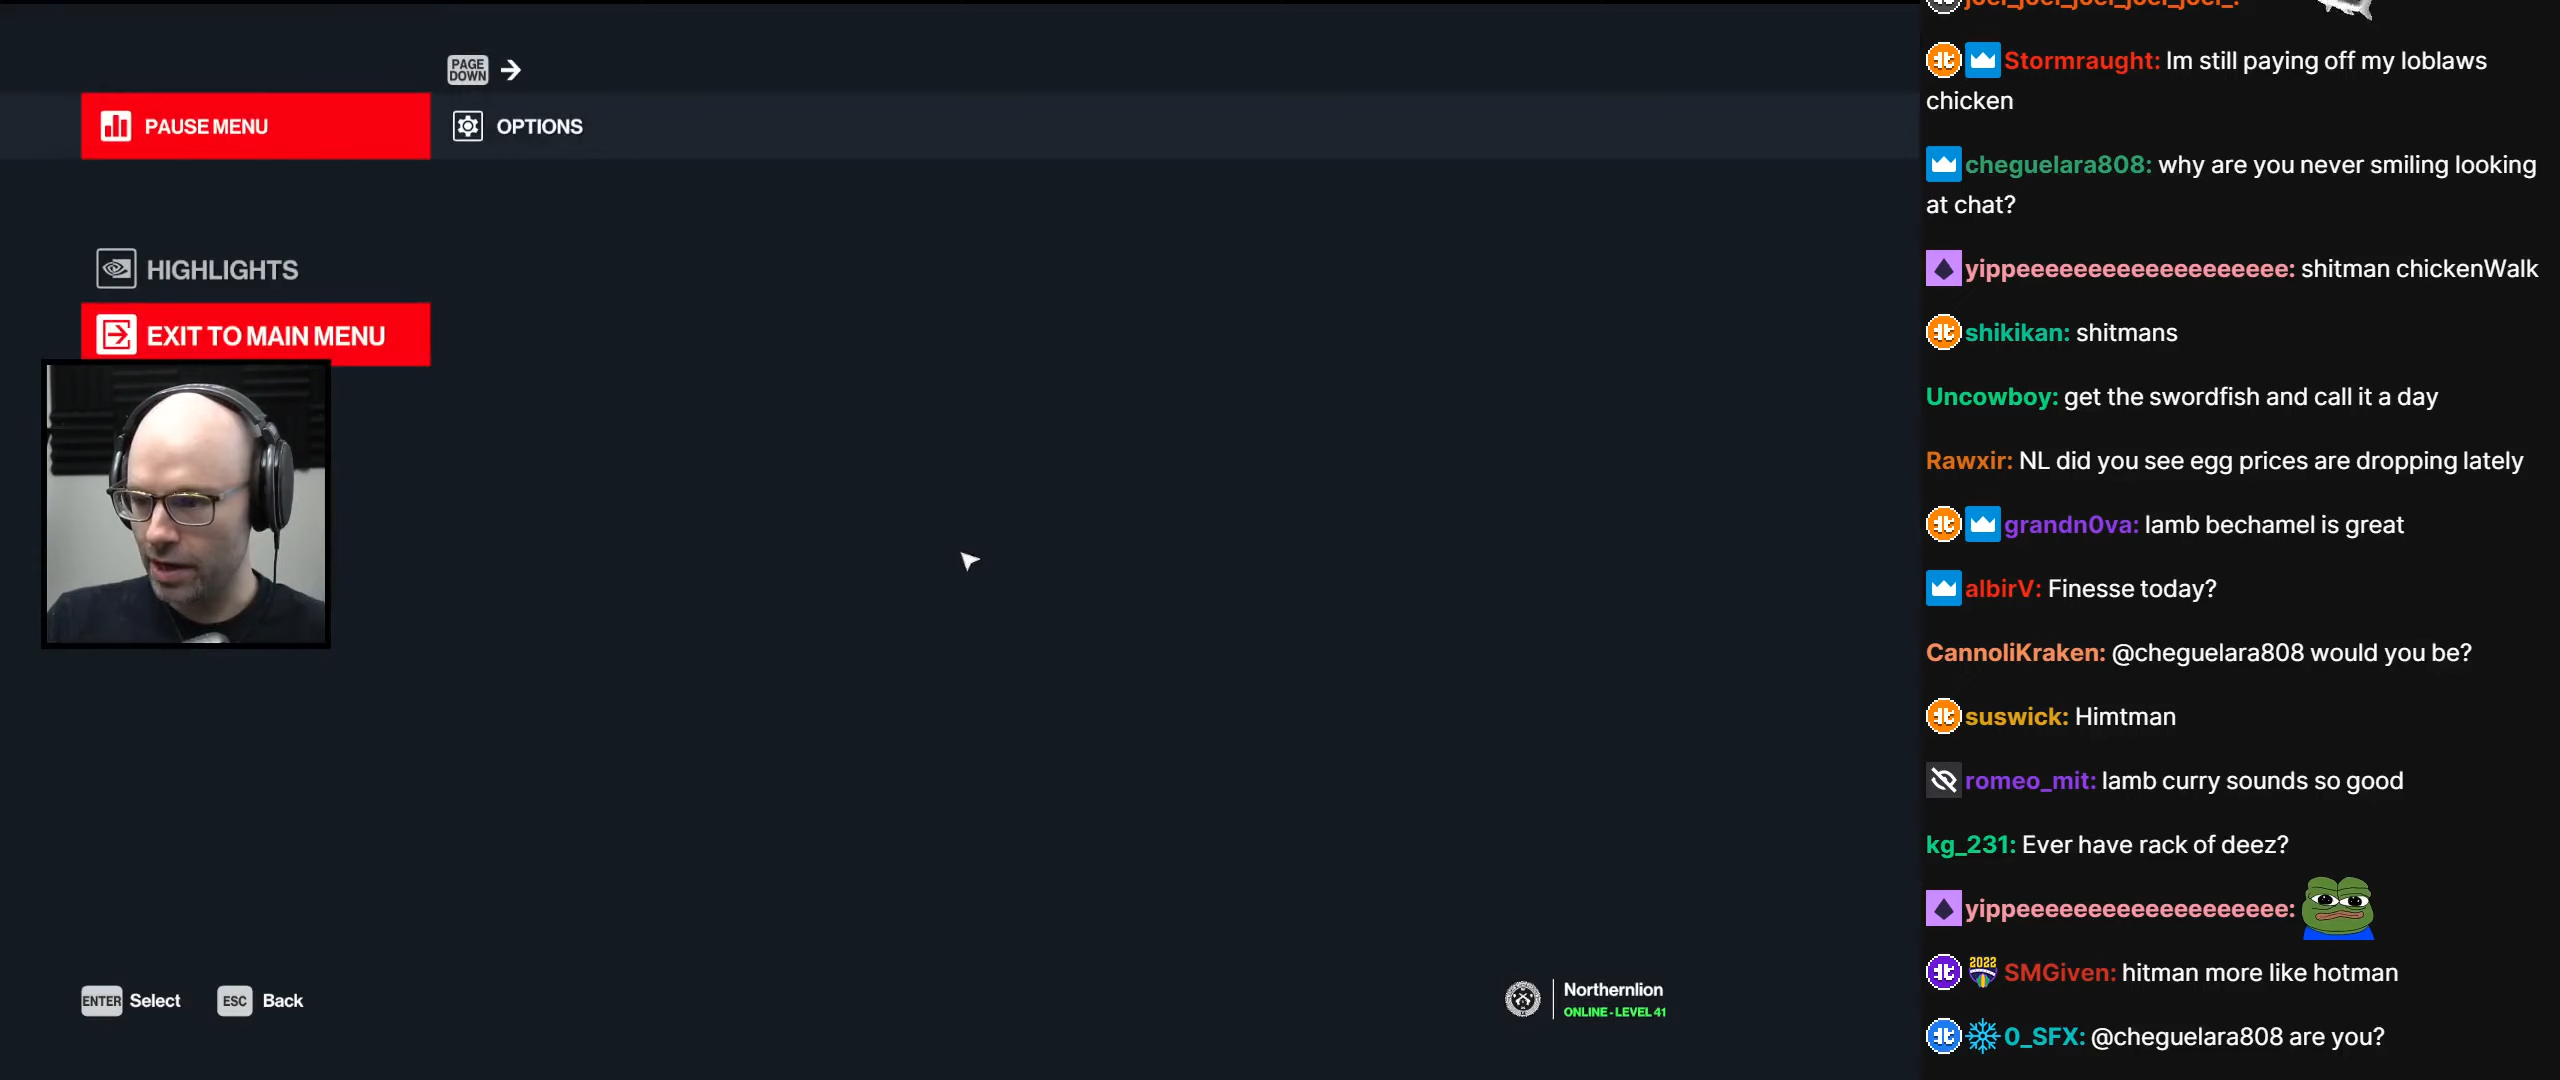 PAGE
DOWN
PAUSE MENU
OPTIONS
HIGHLIGHTS
EXIT TO MAIN MENU
ENTER Select ESC Back
Northernlion
ONLINE - LEVEL 41
Stormraught: Im still paying off my loblaws
chicken
cheguelara808: why are you never smiling looking
at chat?
yippeeeeeeeeeeeeeeeeeee: shitman chickenWalk
shikikan: shitmans
Uncowboy: get the swordfish and call it a day
Rawxir: NL did you see egg prices are dropping lately
grandn0va: lamb bechamel is great
albirV: Finesse today?
CannoliKraken: @cheguelara808 would you be?
suswick: Himtman
romeo_mit: lamb curry sounds so good
kg_231: Ever have rack of deez?
yippeeeeeeeeeeeeeeeeeee:
2022
SMGiven: hitman more like hotman
0_SFX: @cheguelara808 are you?